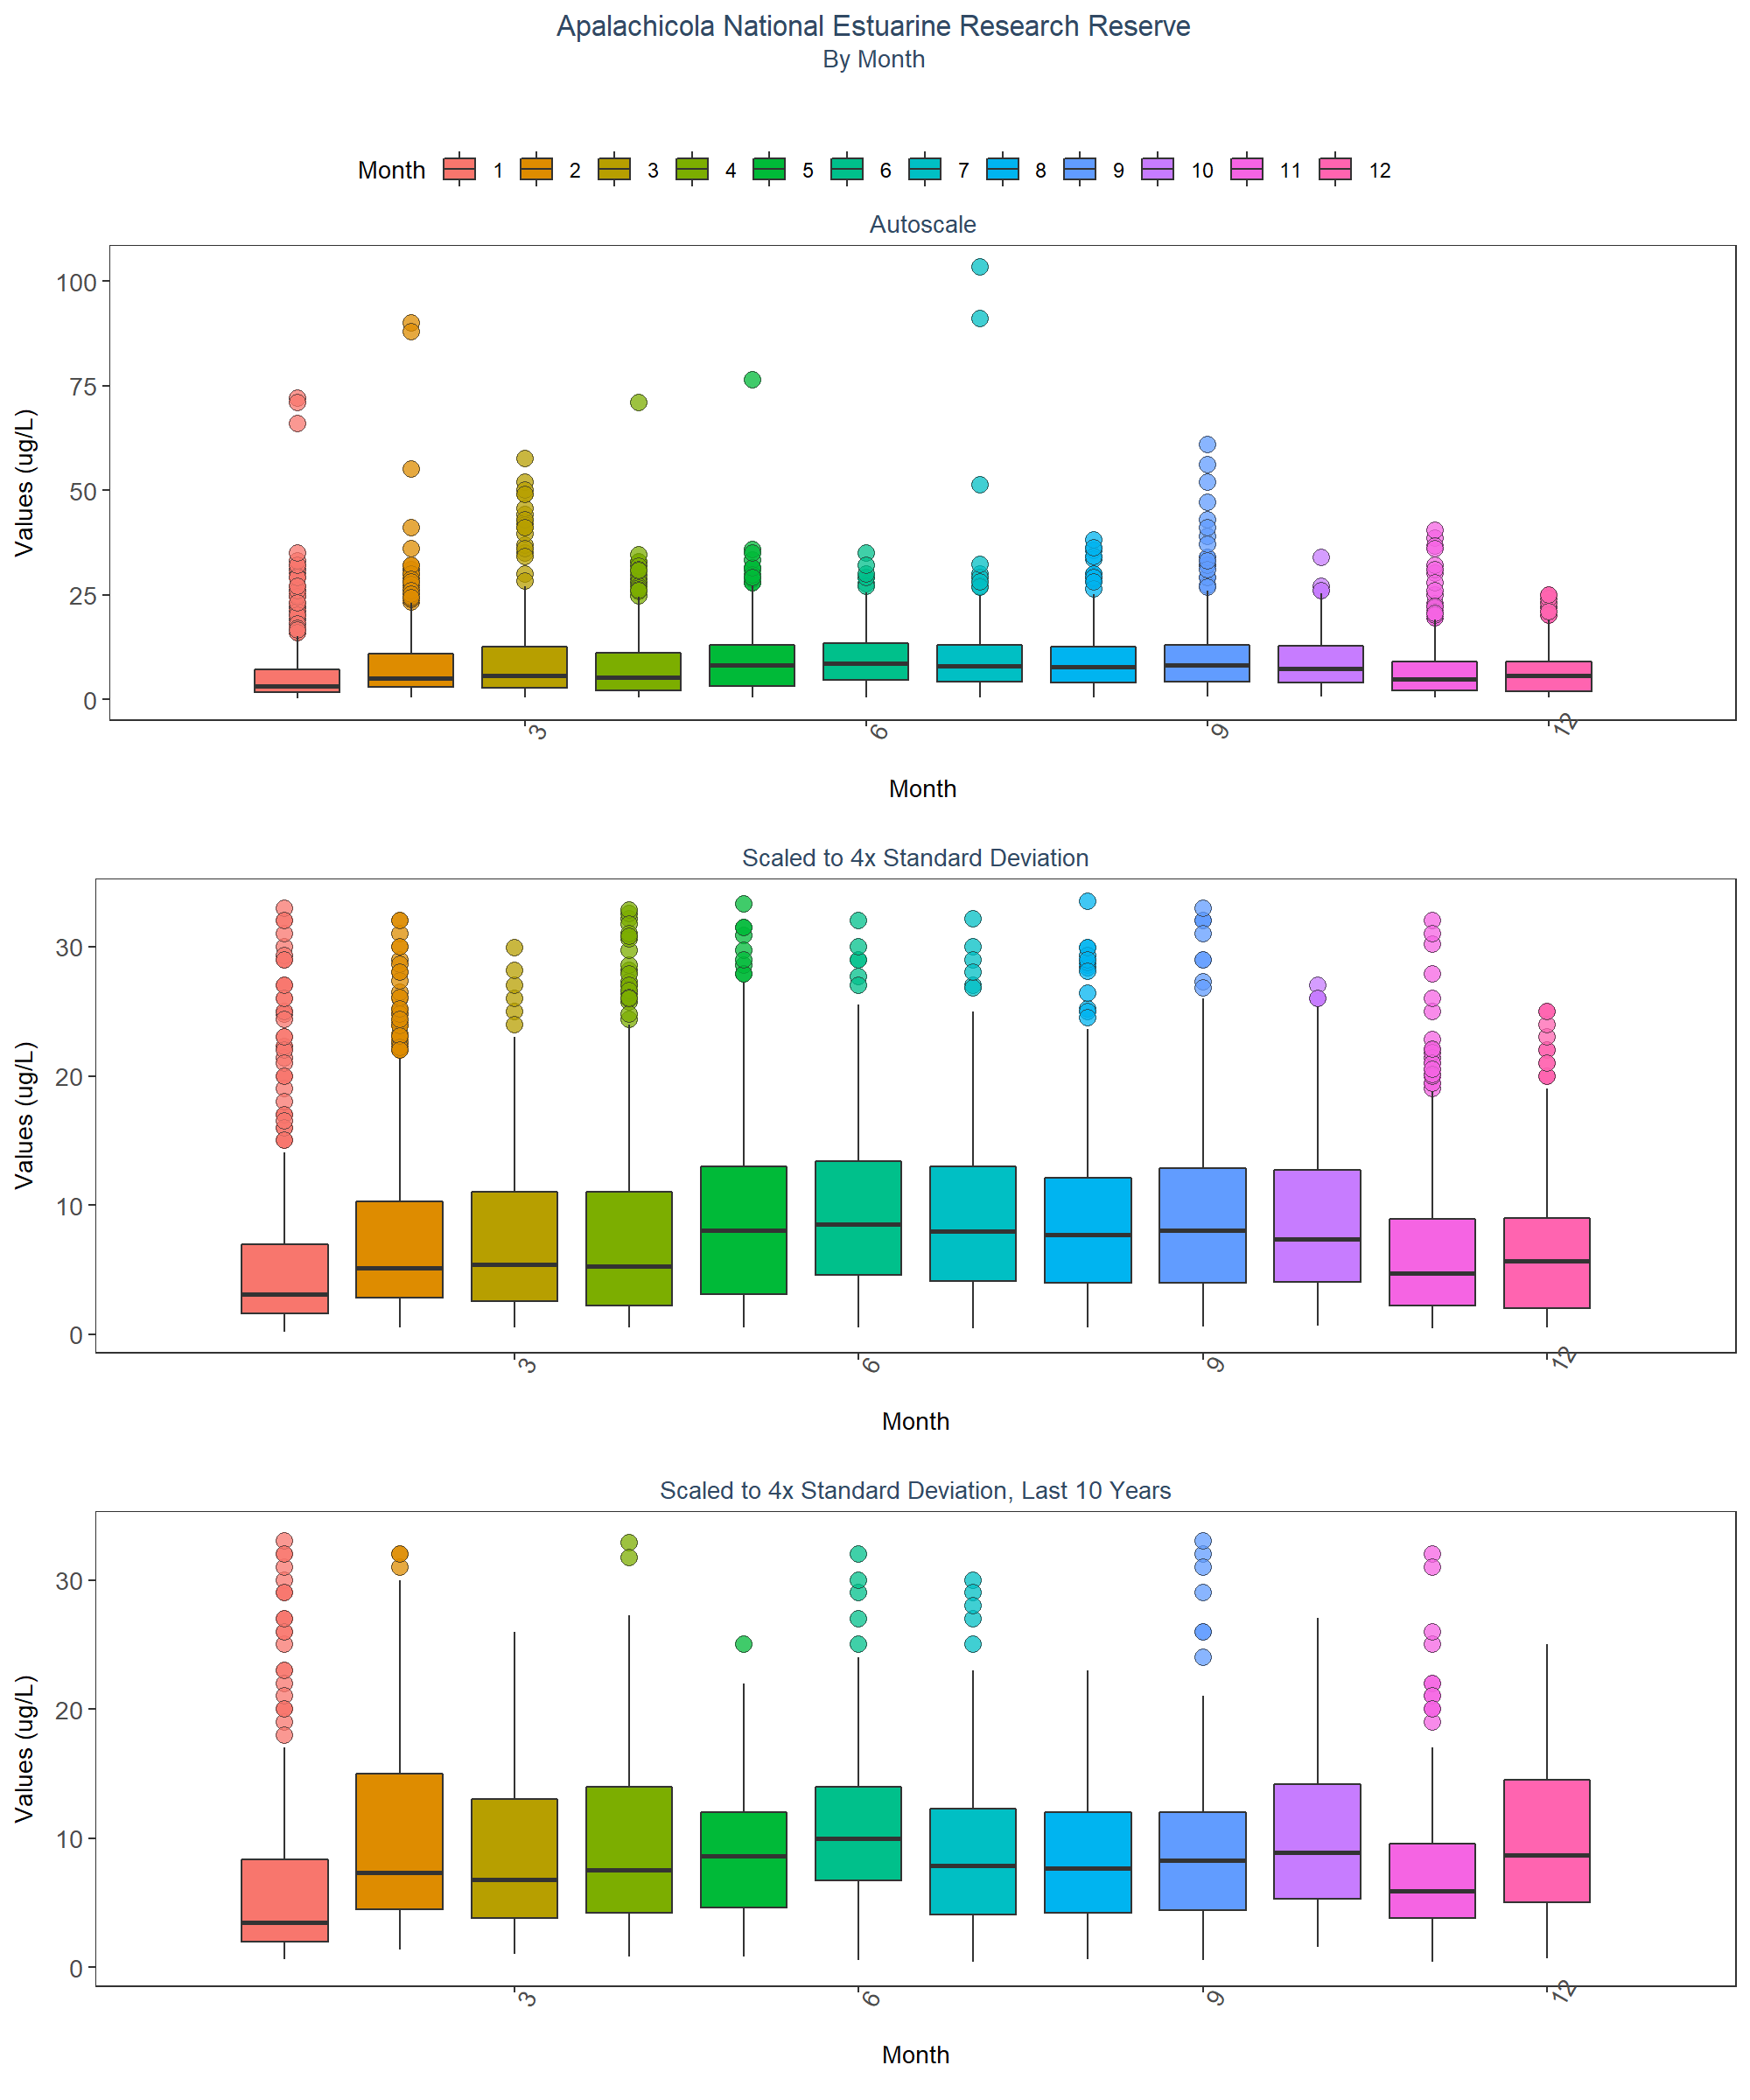 Apalachicola National Estuarine Research Reserve
By Month
Month 1 2 3 4 5 6 7 8 9 10 11 12
Autoscale
Values (ug/L)
100
75
50
25
0
3 6 9 12
Month
Scaled to 4x Standard Deviation
Values (ug/L)
30
20
10
0
3 6 9 12
Month
Scaled to 4x Standard Deviation, Last 10 Years
Values (ug/L)
30
20
10
0
3 6 9 12
Month